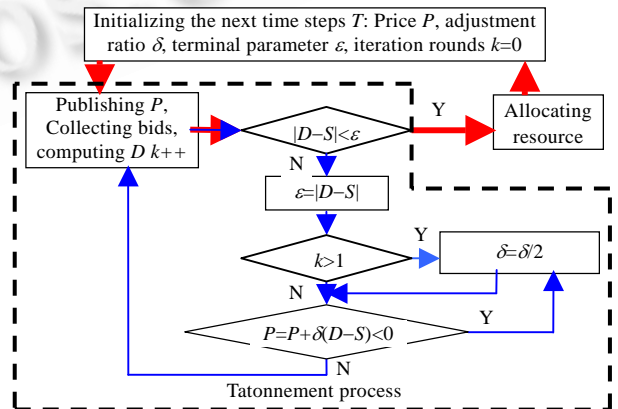 Initializing the next time steps T: Price P, adjustment
ratio δ, terminal parameter ε, iteration rounds k=0
Publishing P,
Collecting bids,
computing D k++
|D−S|<ε
Y
Allocating
resource
N
ε=|D−S|
k>1
Y
δ=δ/2
N
P=P+δ(D−S)<0
Y
N
Tatonnement process